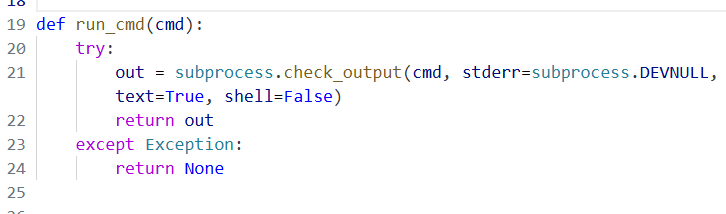 18
19 def run_cmd(cmd):
20     try:
21         out = subprocess.check_output(cmd, stderr=subprocess.DEVNULL,
        text=True, shell=False)
22         return out
23     except Exception:
24         return None
25